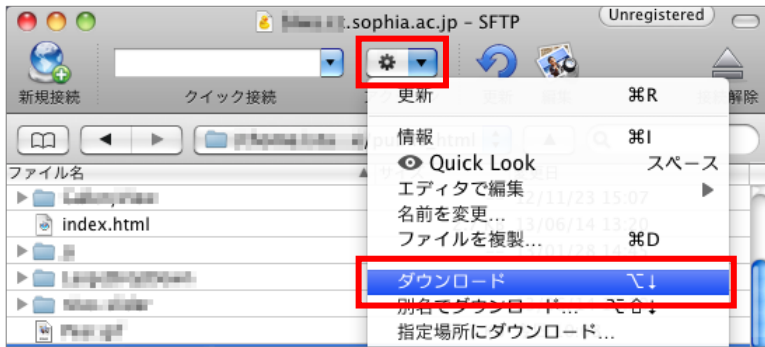 .sophia.ac.jp – SFTP
Unregistered
新規接続
クイック接続
解除
ファイル名
index.html
更新 ⌘R
情報 ⌘I
Quick Look スペース
エディタで編集 ▶
名前を変更...
ファイルを複製... ⌘D
ダウンロード ⌥↓
別名でダウンロード... ⌥⇧↓
指定場所にダウンロード...